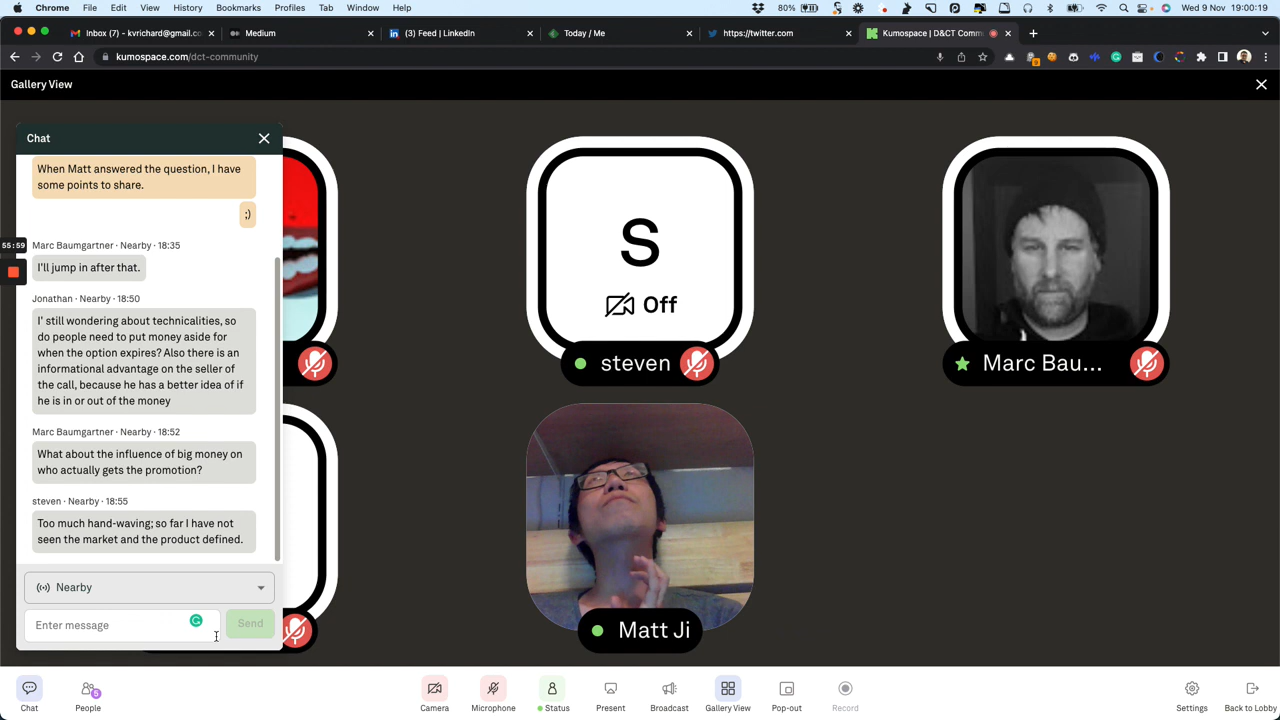 Chrome File Edit View History Bookmarks Profiles Tab Window Help 80% Wed 9 Nov 19:00:19
Inbox (7) - kvrichard@gmail.c Medium (3) Feed | LinkedIn Today / Me https://twitter.com Kumospace | D&CT Comm
kumospace.com/dct-community
Gallery View
Chat
When Matt answered the question, I have
some points to share.
;)
55:59
Marc Baumgartner · Nearby · 18:35
I'll jump in after that.
Jonathan · Nearby · 18:50
I' still wondering about technicalities, so
do people need to put money aside for
when the option expires? Also there is an
informational advantage on the seller of
the call, because he has a better idea of if
he is in or out of the money
Marc Baumgartner · Nearby · 18:52
What about the influence of big money on
who actually gets the promotion?
steven · Nearby · 18:55
Too much hand-waving; so far I have not
seen the market and the product defined.
Nearby
Enter message
Send
S
Off
steven
Marc Bau...
Matt Ji
5
Chat People Camera Microphone Status Present Broadcast Gallery View Pop-out Record Settings Back to Lobby